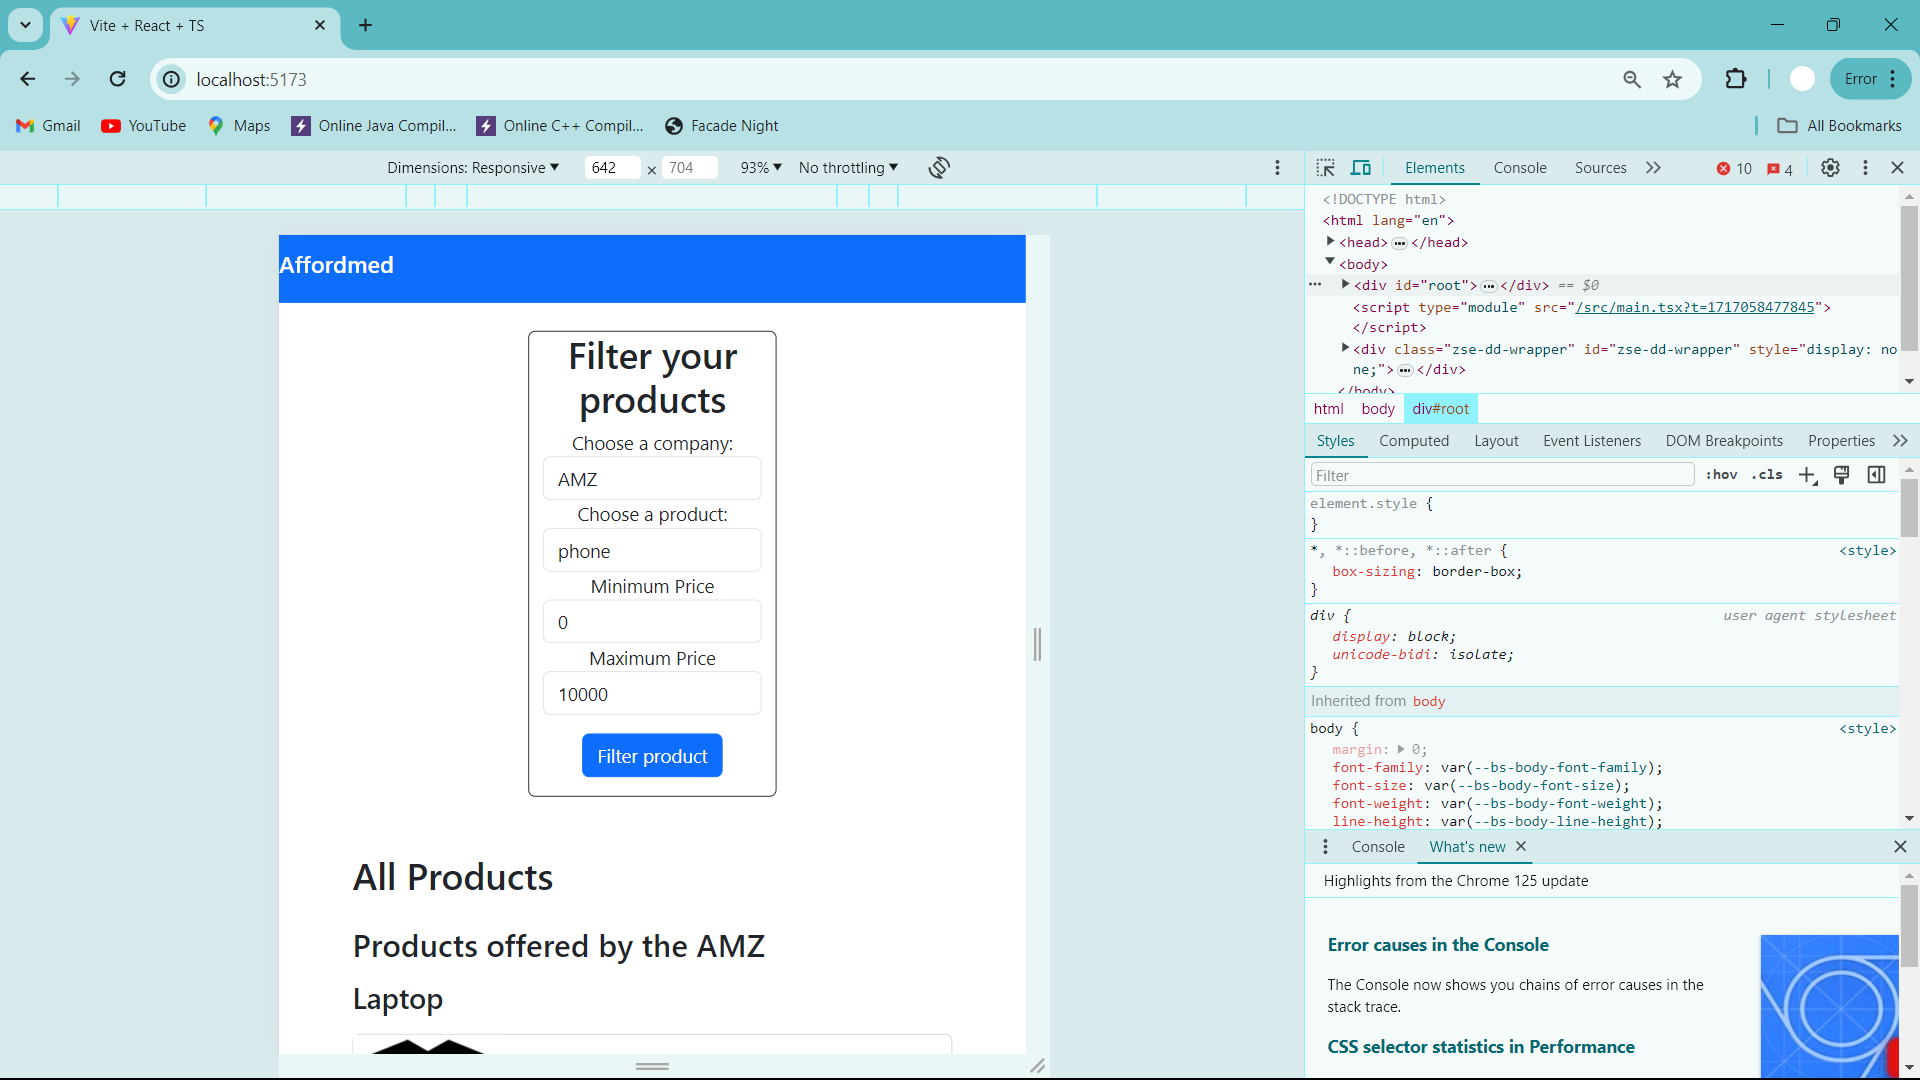 Vite + React + TS
localhost:5173
Error
Gmail YouTube Maps Online Java Compil... Online C++ Compil... Facade Night All Bookmarks
Dimensions: Responsive 642 x 704 93% No throttling
Affordmed
Filter your
products
Choose a company:
AMZ
Choose a product:
phone
Minimum Price
0
Maximum Price
10000
Filter product
All Products
Products offered by the AMZ
Laptop
Elements Console Sources 10 4
<!DOCTYPE html>
<html lang="en">
<head> ••• </head>
<body>
••• <div id="root"> ••• </div> == $0
<script type="module" src="/src/main.tsx?t=1717058477845">
</script>
<div class="zse-dd-wrapper" id="zse-dd-wrapper" style="display: no
ne;"> ••• </div>
</body>
html body div#root
Styles Computed Layout Event Listeners DOM Breakpoints Properties
Filter :hov .cls
element.style {
}
*, *::before, *::after { <style>
box-sizing: border-box;
}
div { user agent stylesheet
display: block;
unicode-bidi: isolate;
}
Inherited from body
body { <style>
margin: 0;
font-family: var(--bs-body-font-family);
font-size: var(--bs-body-font-size);
font-weight: var(--bs-body-font-weight);
line-height: var(--bs-body-line-height);
Console What's new
Highlights from the Chrome 125 update
Error causes in the Console
The Console now shows you chains of error causes in the
stack trace.
CSS selector statistics in Performance